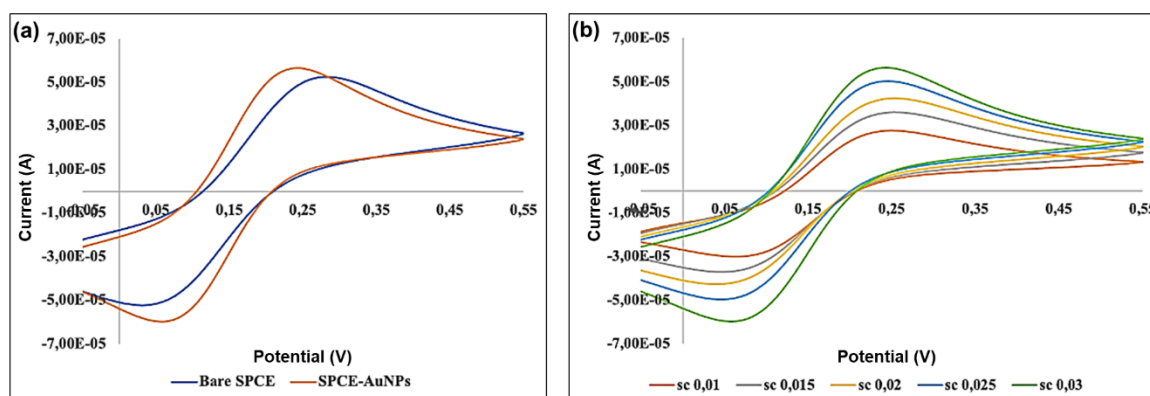 (a)
7,00E-05
5,00E-05
3,00E-05
1,00E-05
-1,00E-05
-3,00E-05
-5,00E-05
-7,00E-05
Current (A)
0,05 0,15 0,25 0,35 0,45 0,55
Potential (V)
Bare SPCE SPCE-AuNPs
(b)
7,00E-05
5,00E-05
3,00E-05
1,00E-05
-1,00E-05
-3,00E-05
-5,00E-05
-7,00E-05
Current (A)
0,05 0,15 0,25 0,35 0,45 0,55
Potential (V)
sc 0,01 sc 0,015 sc 0,02 sc 0,025 sc 0,03